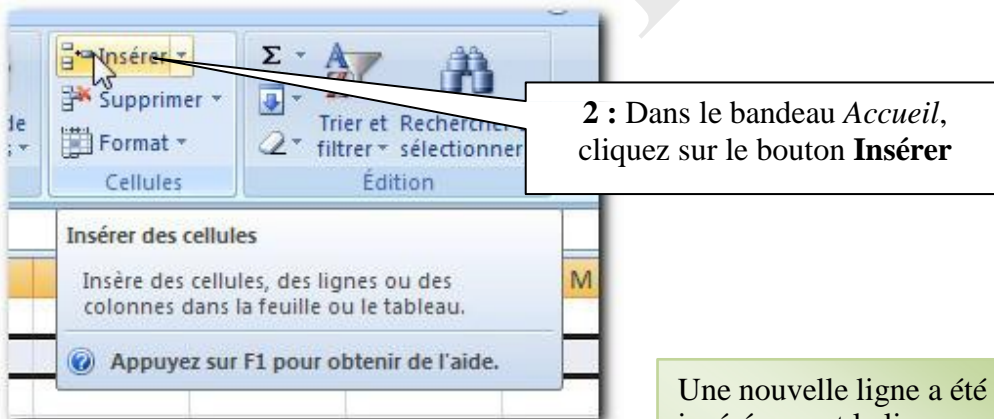 Insérer
Supprimer
Format
Cellules
Σ
Trier et
filtrer
Rechercher
sélectionner
Édition
2 : Dans le bandeau Accueil,
cliquez sur le bouton Insérer
Insérer des cellules
Insère des cellules, des lignes ou des
colonnes dans la feuille ou le tableau.
Appuyez sur F1 pour obtenir de l'aide.
M
Une nouvelle ligne a été